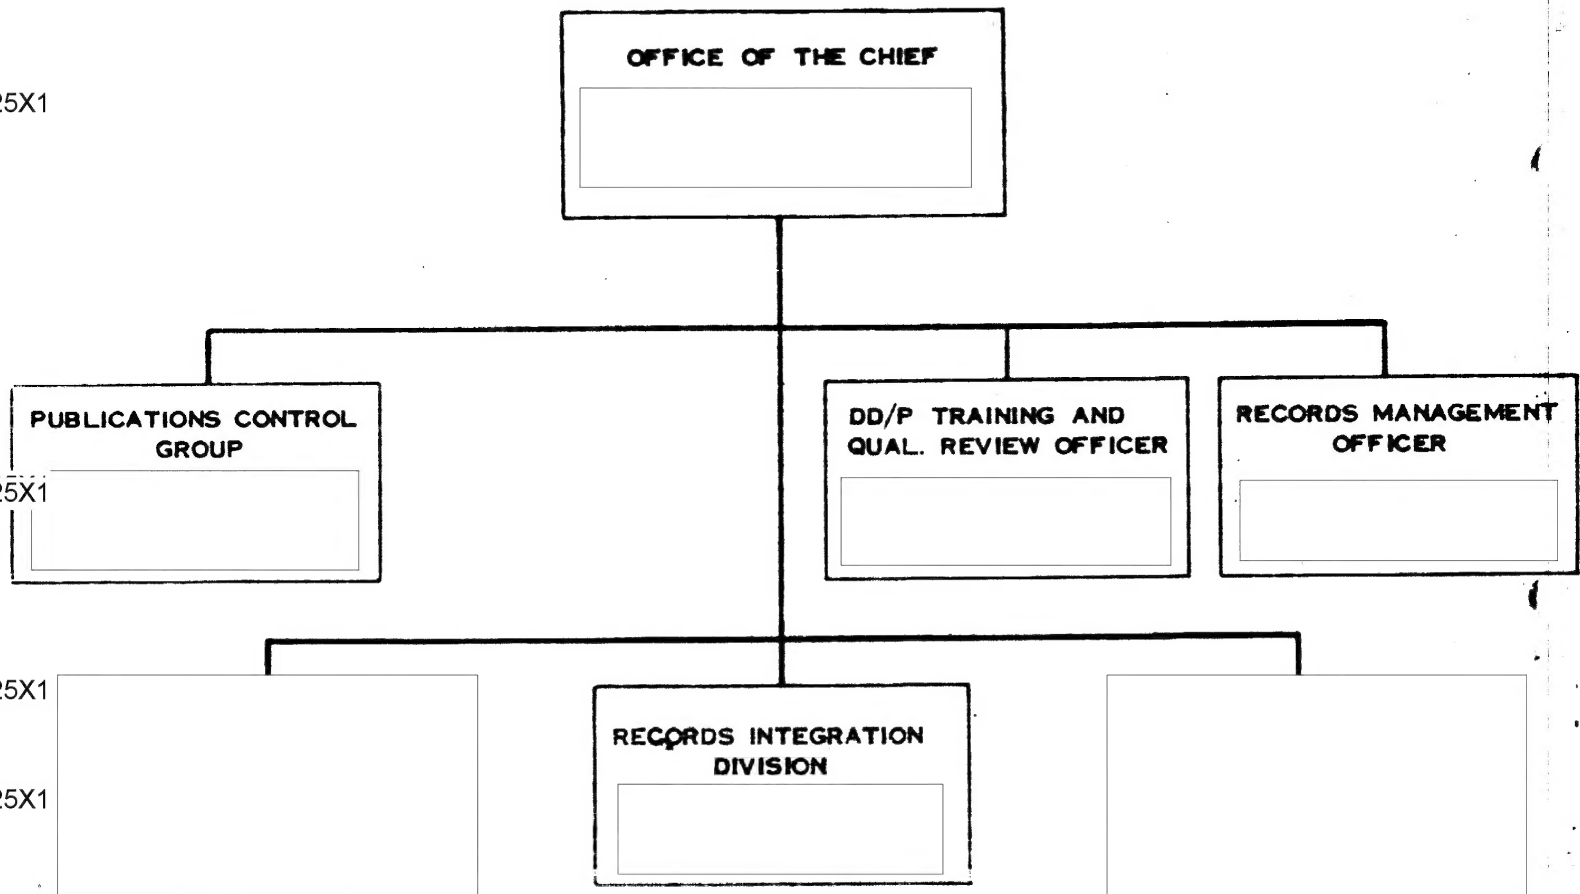 OFFICE OF THE CHIEF
25X1
PUBLICATIONS CONTROL
GROUP
DD/P TRAINING AND
QUAL. REVIEW OFFICER
RECORDS MANAGEMENT
OFFICER
25X1
25X1
RECORDS INTEGRATION
DIVISION
25X1